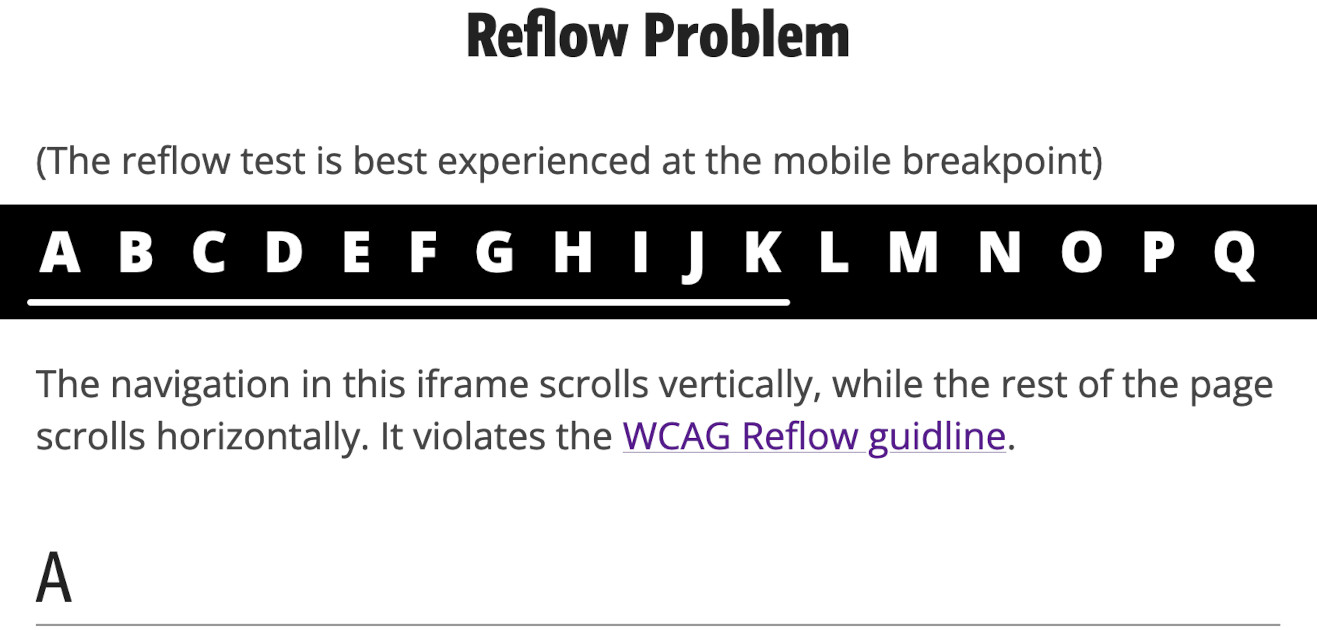 Reflow Problem
(The reflow test is best experienced at the mobile breakpoint)
A B C D E F G H I J K L M N O P Q
The navigation in this iframe scrolls vertically, while the rest of the page
scrolls horizontally. It violates the WCAG Reflow guidline.
A